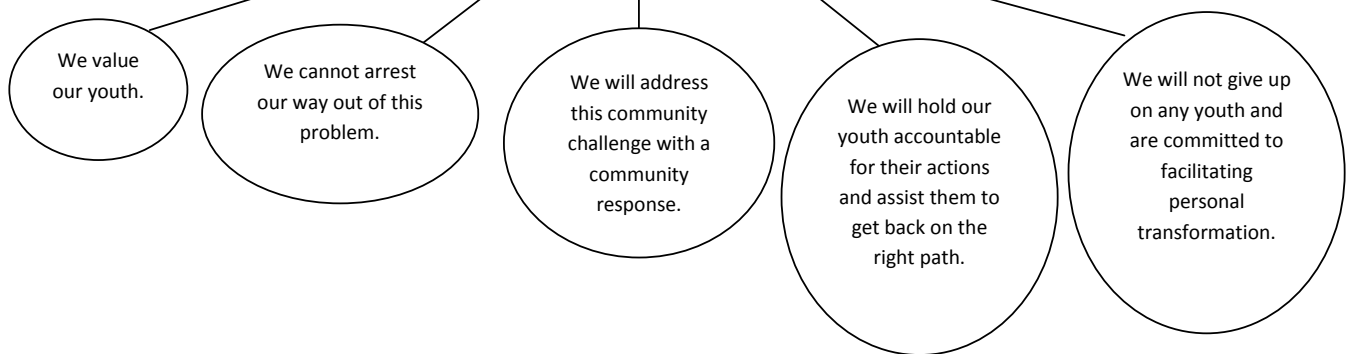 We value
our youth.
We cannot arrest
our way out of this
problem.
We will address
this community
challenge with a
community
response.
We will hold our
youth accountable
for their actions
and assist them to
get back on the
right path.
We will not give up
on any youth and
are committed to
facilitating
personal
transformation.